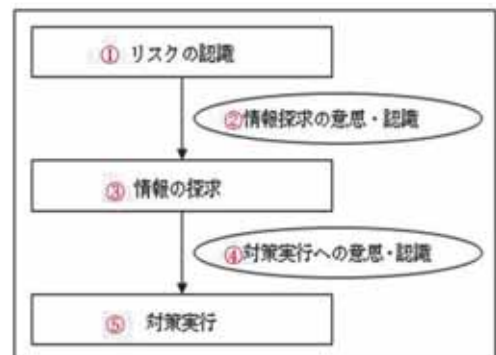 ① リスクの認識
②情報探求の意思・認識
③ 情報の探求
④対策実行への意思・認識
⑤ 対策実行